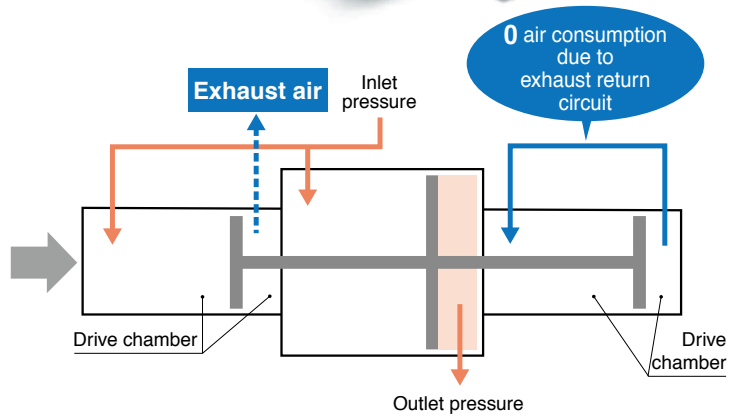 0 air consumption
due to
exhaust return
circuit
Exhaust air
Inlet
pressure
Drive chamber
Drive
chamber
Outlet pressure